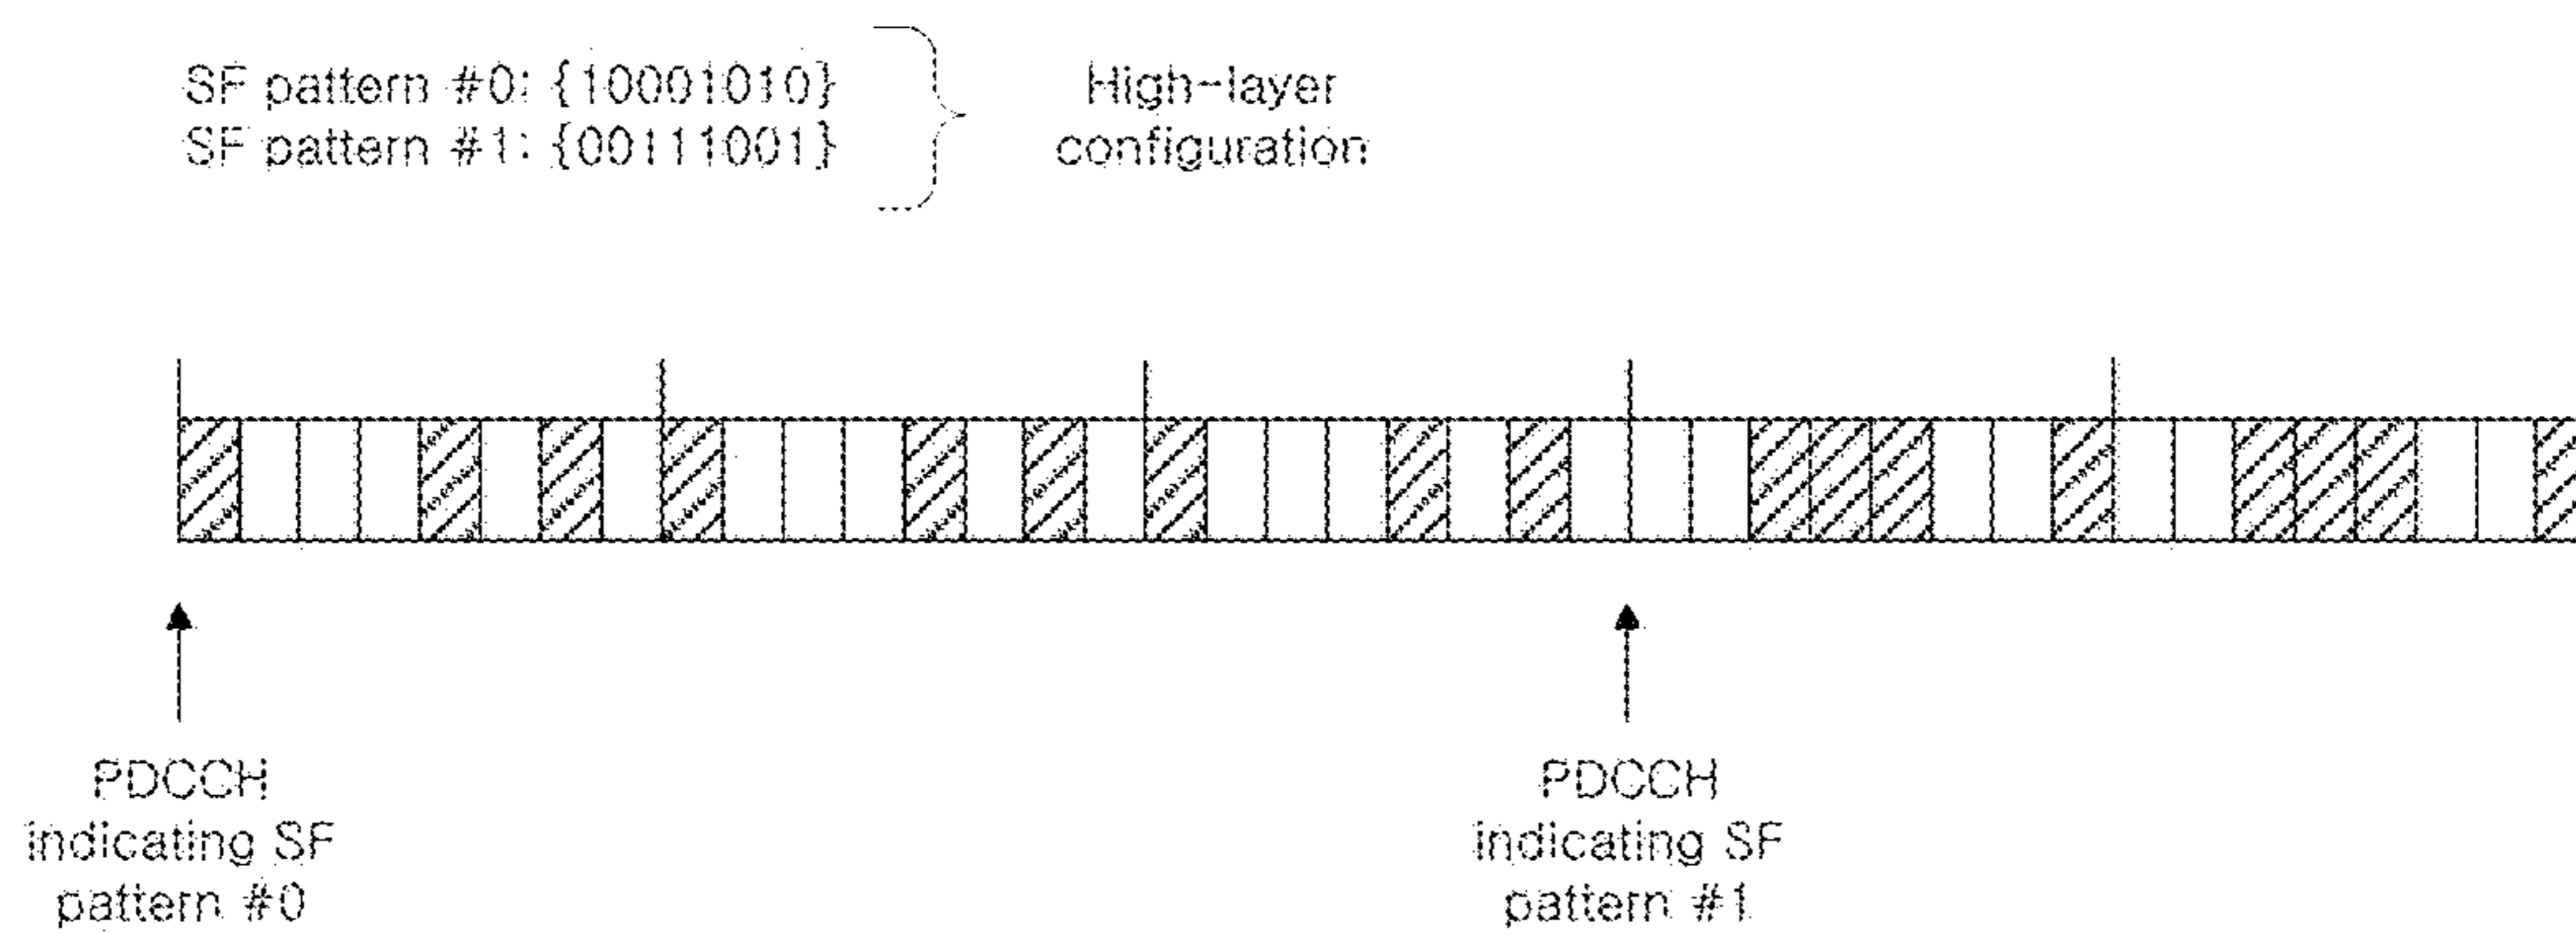 SF pattern #0: {10001010}
SF pattern #1: {00111001}
High-layer
configuration
PDCCH
indicating SF
pattern #0
PDCCH
indicating SF
pattern #1